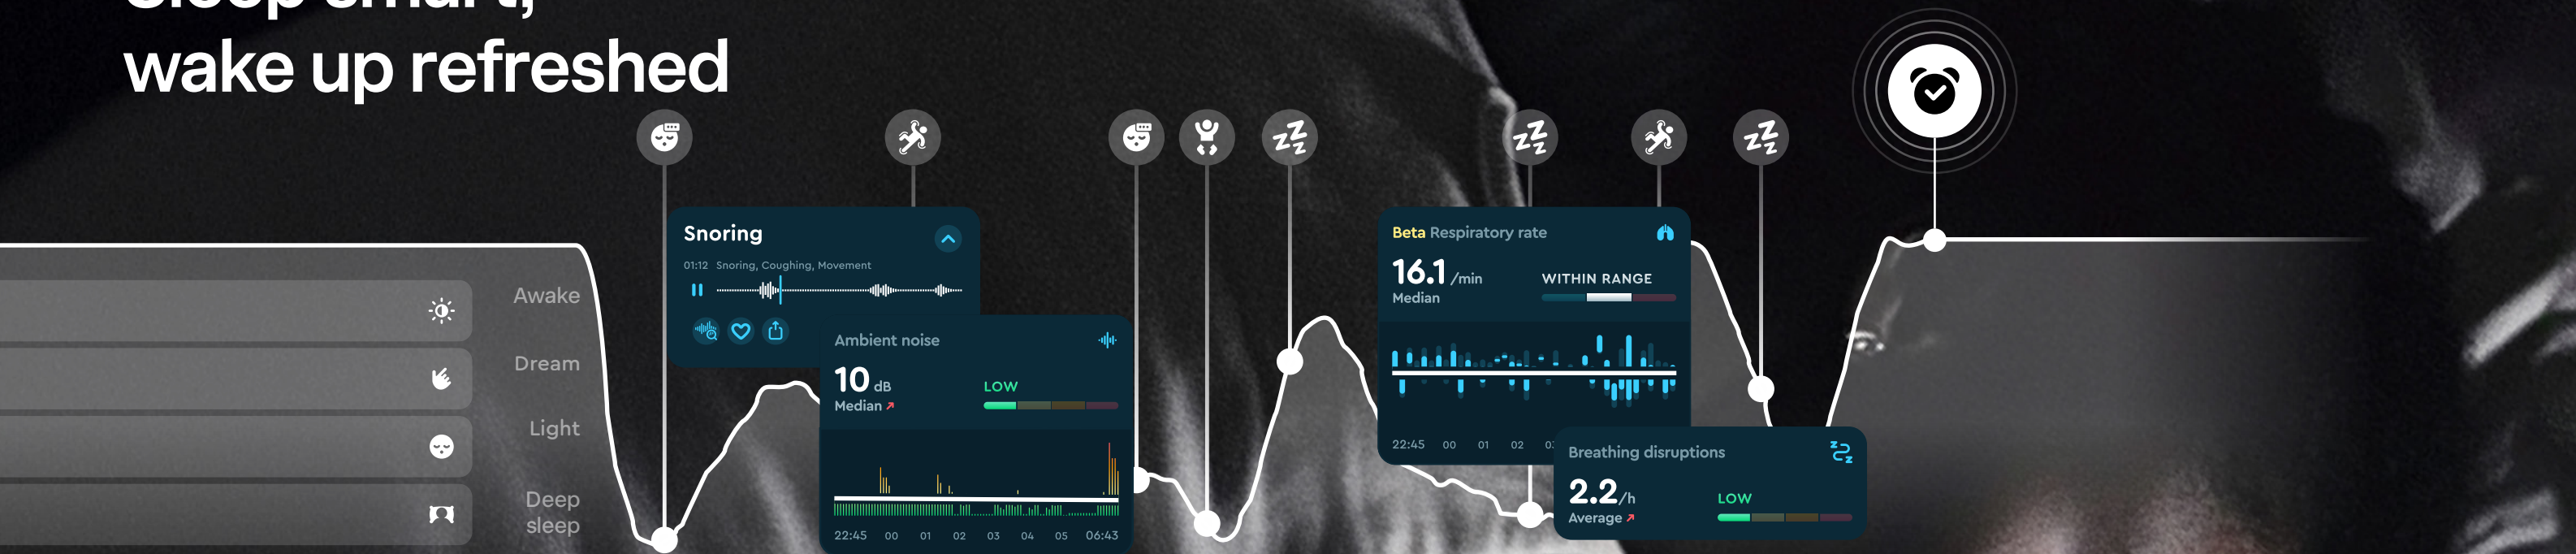 Sleep smart,
wake up refreshed
Awake
Dream
Light
Deep
sleep
Snoring
01:12 Snoring, Coughing, Movement
Ambient noise
10 dB
Median
LOW
22:45 00 01 02 03 04 05 06:43
Beta Respiratory rate
16.1 /min
Median
WITHIN RANGE
22:45 00 01 02
Breathing disruptions
2.2/h
Average
LOW